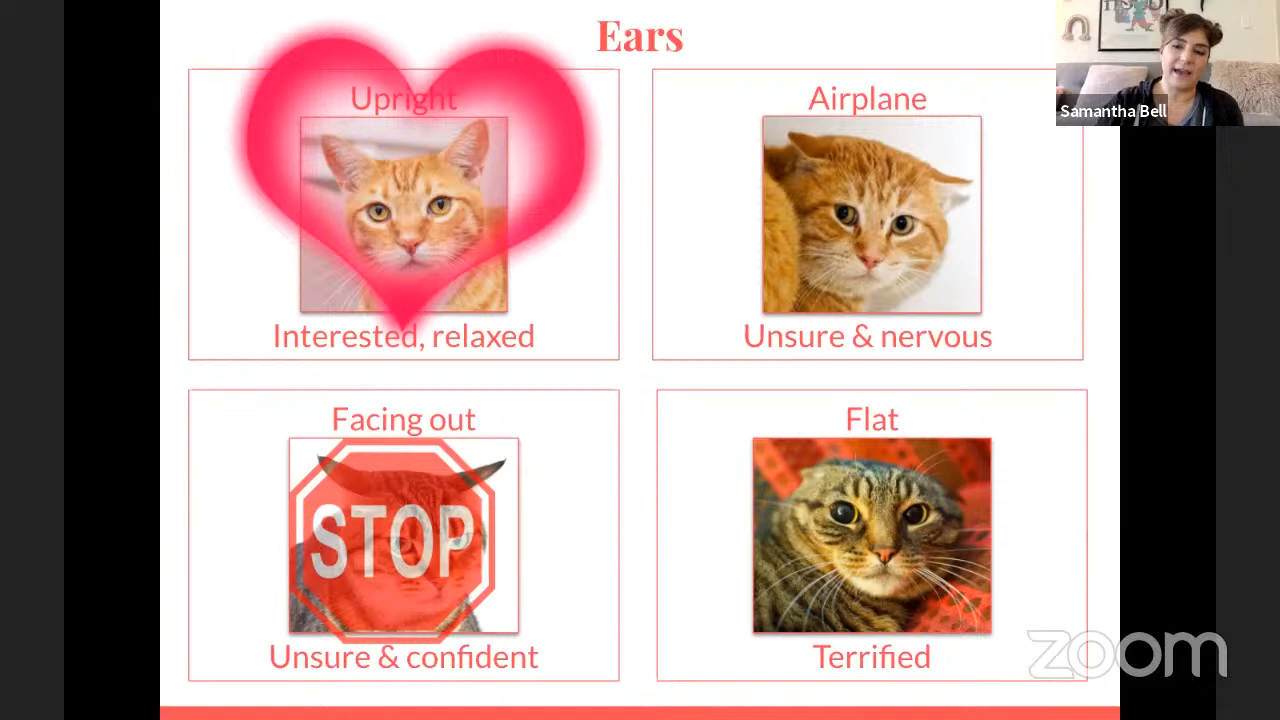 Ears
Upright
Interested, relaxed
Airplane
Unsure & nervous
Samantha Bell
Facing out
STOP
Unsure & confident
Flat
Terrified
zoom